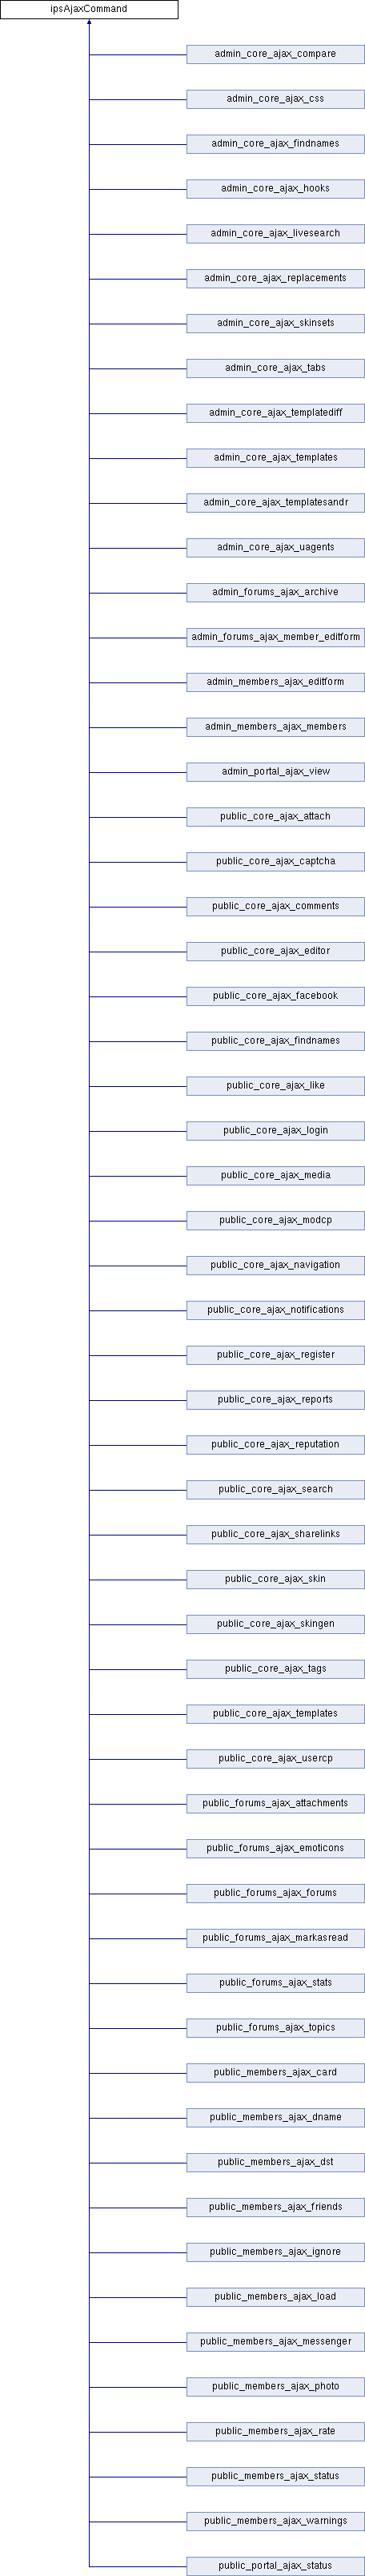 ipsAjaxCommand
admin_core_ajax_compare
admin_core_ajax_css
admin_core_ajax_findnames
admin_core_ajax_hooks
admin_core_ajax_livesearch
admin_core_ajax_replacements
admin_core_ajax_skinsets
admin_core_ajax_tabs
admin_core_ajax_templatediff
admin_core_ajax_templates
admin_core_ajax_templatesandr
admin_core_ajax_uagents
admin_forums_ajax_archive
admin_forums_ajax_member_editform
admin_members_ajax_editform
admin_members_ajax_members
admin_portal_ajax_view
public_core_ajax_attach
public_core_ajax_captcha
public_core_ajax_comments
public_core_ajax_editor
public_core_ajax_facebook
public_core_ajax_findnames
public_core_ajax_like
public_core_ajax_login
public_core_ajax_media
public_core_ajax_modcp
public_core_ajax_navigation
public_core_ajax_notifications
public_core_ajax_register
public_core_ajax_reports
public_core_ajax_reputation
public_core_ajax_search
public_core_ajax_sharelinks
public_core_ajax_skin
public_core_ajax_skingen
public_core_ajax_tags
public_core_ajax_templates
public_core_ajax_usercp
public_forums_ajax_attachments
public_forums_ajax_emoticons
public_forums_ajax_forums
public_forums_ajax_markasread
public_forums_ajax_stats
public_forums_ajax_topics
public_members_ajax_card
public_members_ajax_dname
public_members_ajax_dst
public_members_ajax_friends
public_members_ajax_ignore
public_members_ajax_load
public_members_ajax_messenger
public_members_ajax_photo
public_members_ajax_rate
public_members_ajax_status
public_members_ajax_warnings
public_portal_ajax_status